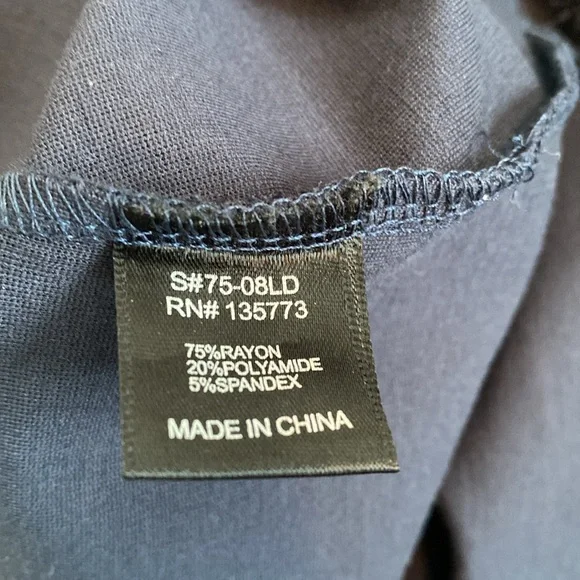 S#75-08LD
RN# 135773
75%RAYON
20%POLYAMIDE
5%SPANDEX
MADE IN CHINA